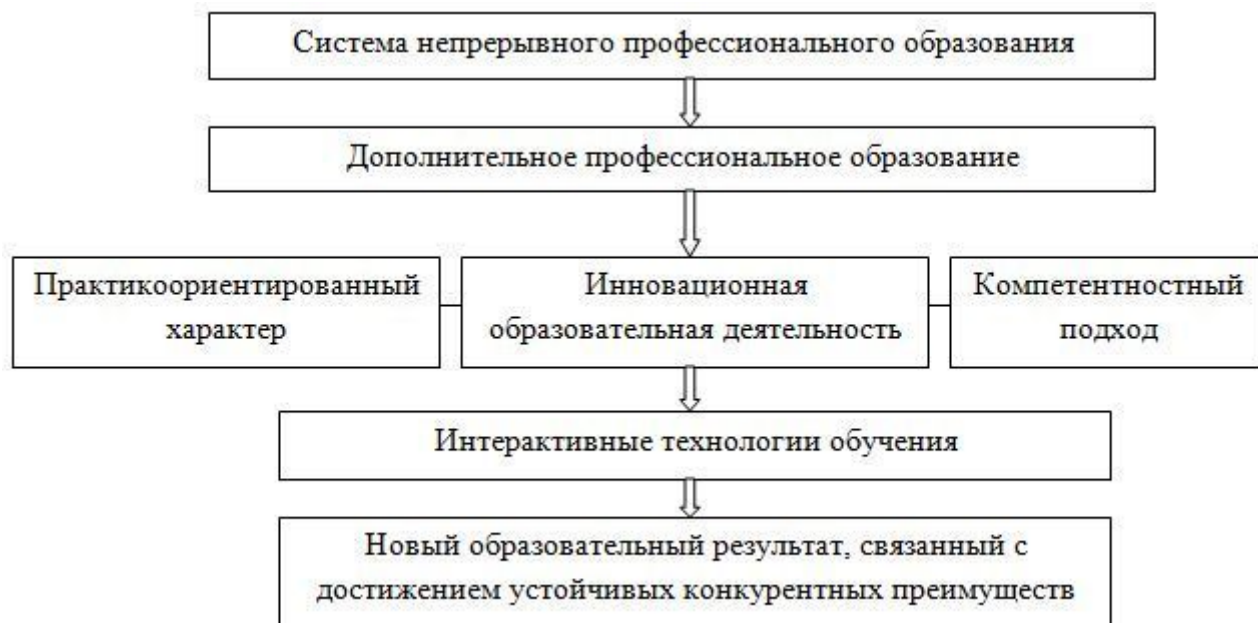 Система непрерывного профессионального образования
Дополнительное профессиональное образование
Практикоориентированный
характер
Инновационная
образовательная деятельность
Компетентностный
подход
Интерактивные технологии обучения
Новый образовательный результат, связанный с
достижением устойчивых конкурентных преимуществ